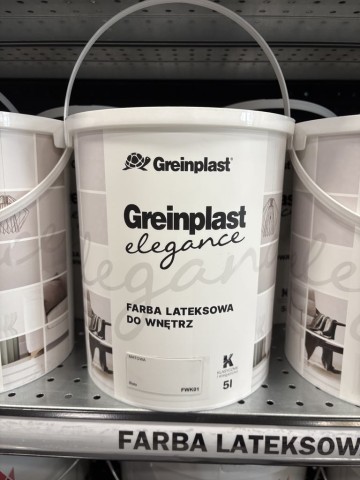 Greinplast
Greinplast
elegance
FARBA LATEKSOWA
DO WNĘTRZ
FWK01
K
5l
FARBA LATEKSOW